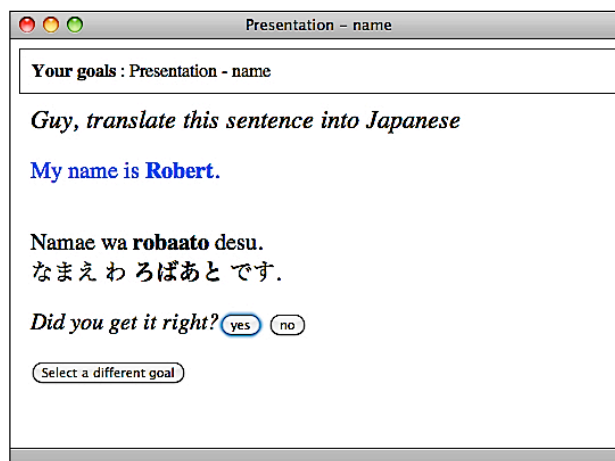 Presentation – name
Your goals : Presentation - name
Guy, translate this sentence into Japanese
My name is Robert.
Namae wa robaato desu.
なまえ わ ろばあと です.
Did you get it right? yes no
Select a different goal